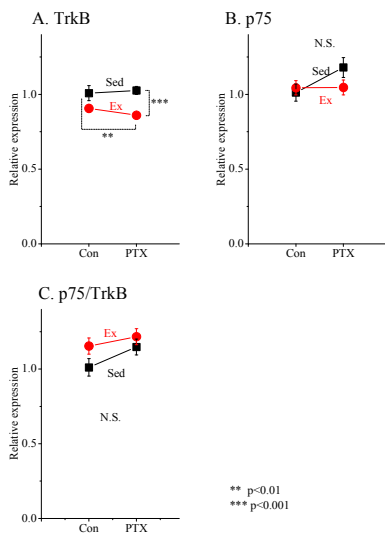 A. TrkB
Relative expression
1.0
0.5
0.0
Sed
Ex
***
**
Con
PTX
B. p75
Relative expression
1.0
0.5
0.0
N.S.
Sed
Ex
Con
PTX
C. p75/TrkB
Relative expression
1.0
0.5
0.0
Ex
Sed
N.S.
Con
PTX
** p<0.01
*** p<0.001